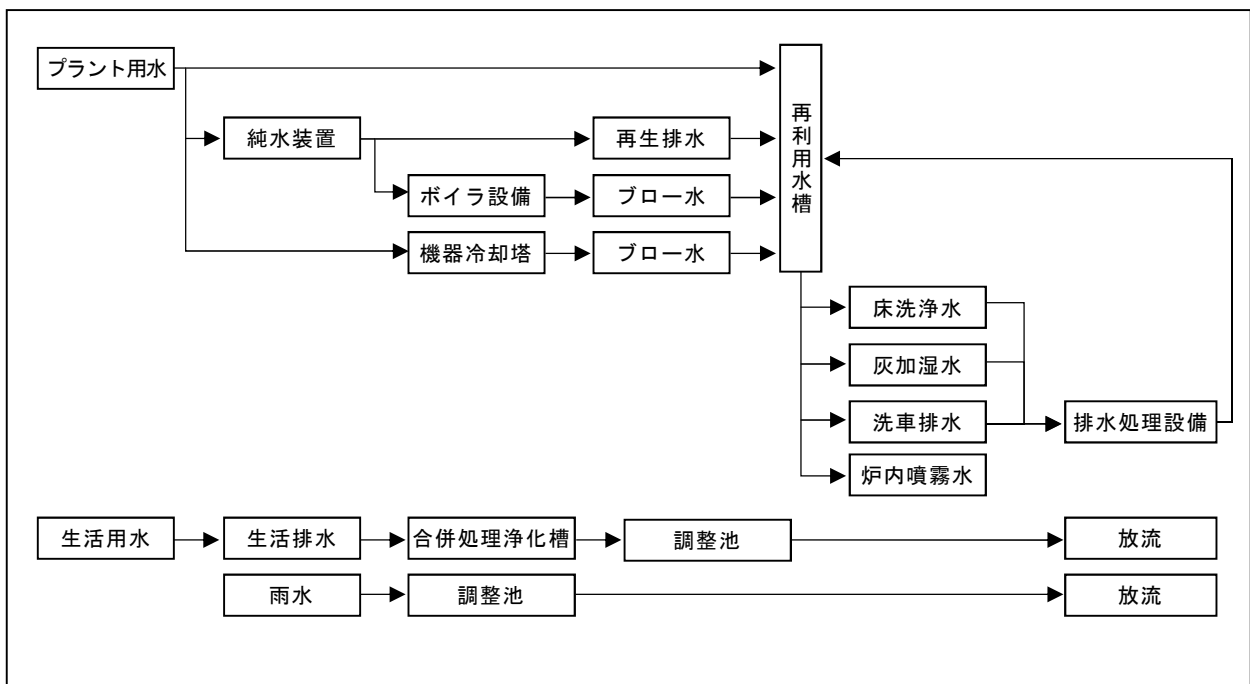 プラント用水
純水装置
再生排水
再利用水槽
ボイラ設備
ブロー水
機器冷却塔
ブロー水
床洗浄水
灰加湿水
洗車排水
排水処理設備
炉内噴霧水
生活用水
生活排水
合併処理浄化槽
調整池
放流
雨水
調整池
放流